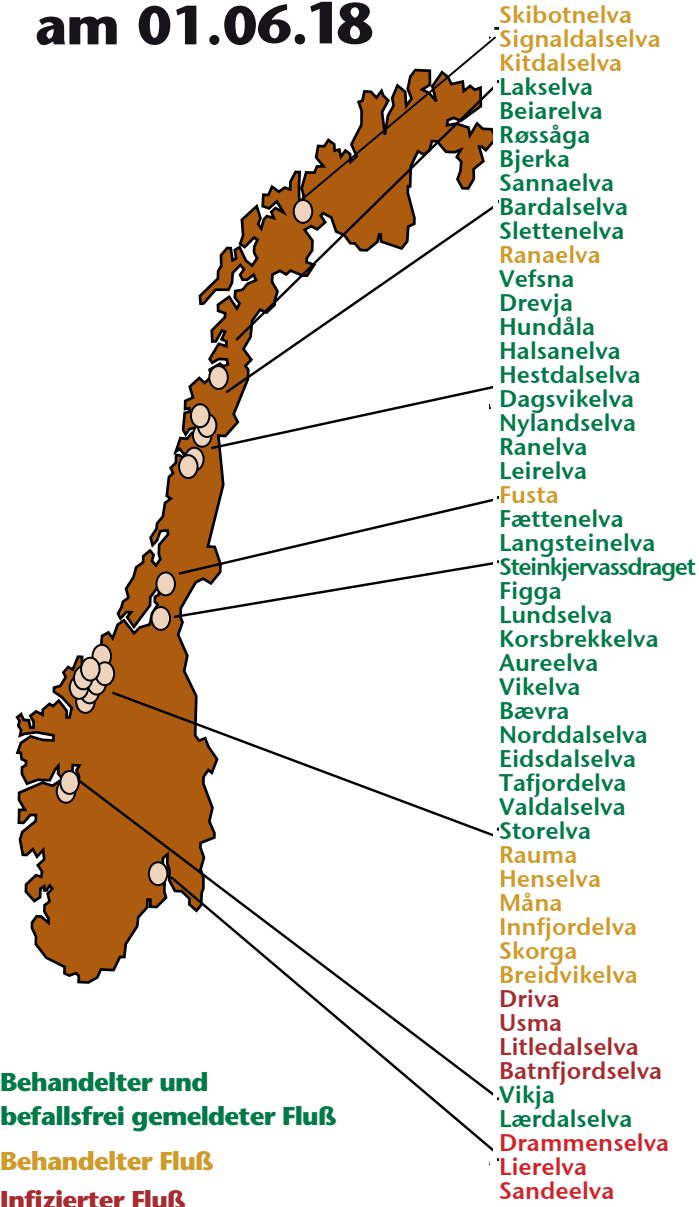 am 01.06.18
Skibotnelva
Signaldalselva
Kitdalselva
Lakselva
Beiarelva
Røssåga
Bjerka
Sannaelva
Bardalselva
Slettenelva
Ranaelva
Vefsna
Drevja
Hundåla
Halsanelva
Hestdalselva
Dagsvikelva
Nylandselva
Ranelva
Leirelva
Fusta
Fættenelva
Langsteinelva
Steinkjervassdraget
Figga
Lundselva
Korsbrekkelva
Aureelva
Vikelva
Bævra
Norddalselva
Eidsdalselva
Tafjordelva
Valdalselva
Storelva
Rauma
Henselva
Måna
Innfjordelva
Skorga
Breidvikelva
Driva
Usma
Litledalselva
Batnfjordselva
Vikja
Lærdalselva
Drammenselva
Lierelva
Sandeelva
Behandelter und
befallsfrei gemeldeter Fluß
Behandelter Fluß
Infizierter Fluß